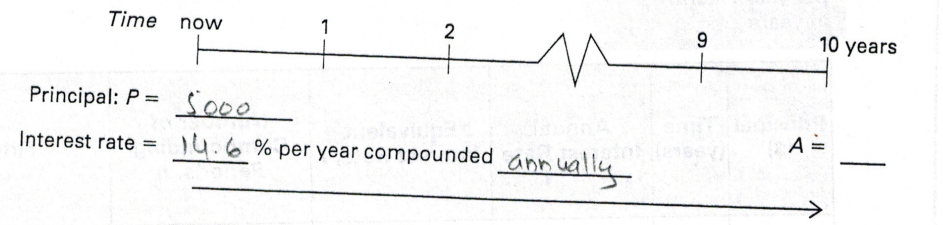 Time now 1 2 9 10 years
Principal: P = 5000
Interest rate = 14.6 % per year compounded annually A =